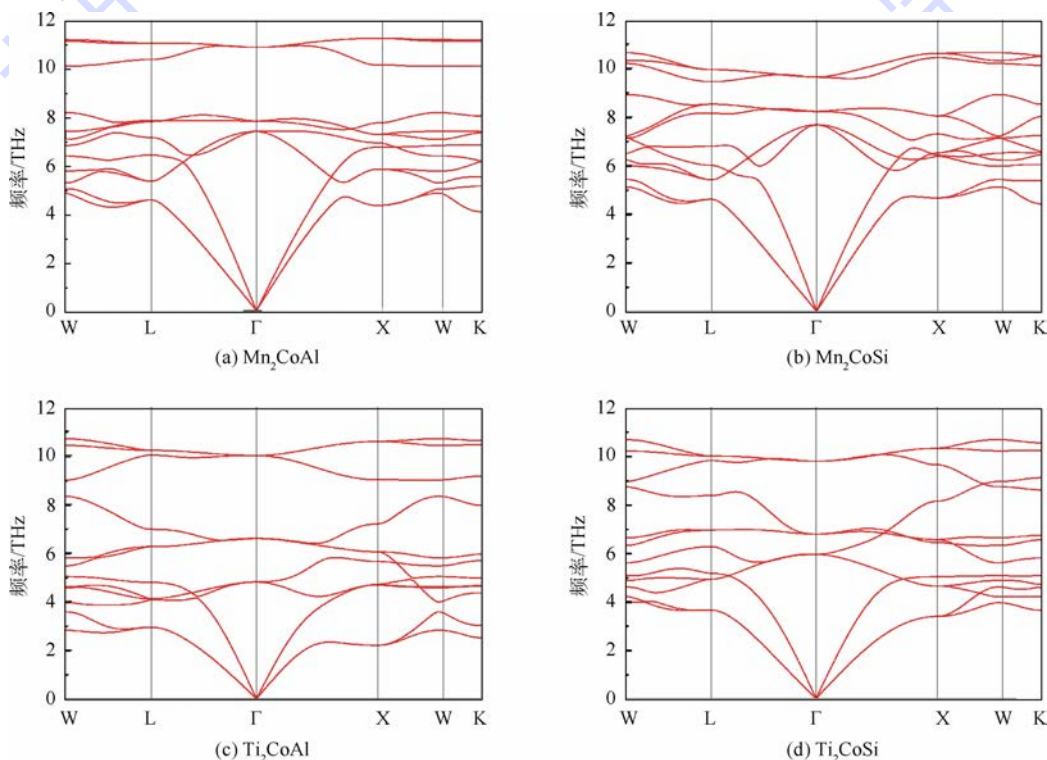 频率/THz
12
10
8
6
4
2
0
W L Γ X W K
(a) Mn₂CoAl
频率/THz
12
10
8
6
4
2
0
W L Γ X W K
(b) Mn₂CoSi
频率/THz
12
10
8
6
4
2
0
W L Γ X W K
(c) Ti₂CoAl
频率/THz
12
10
8
6
4
2
0
W L Γ X W K
(d) Ti₂CoSi